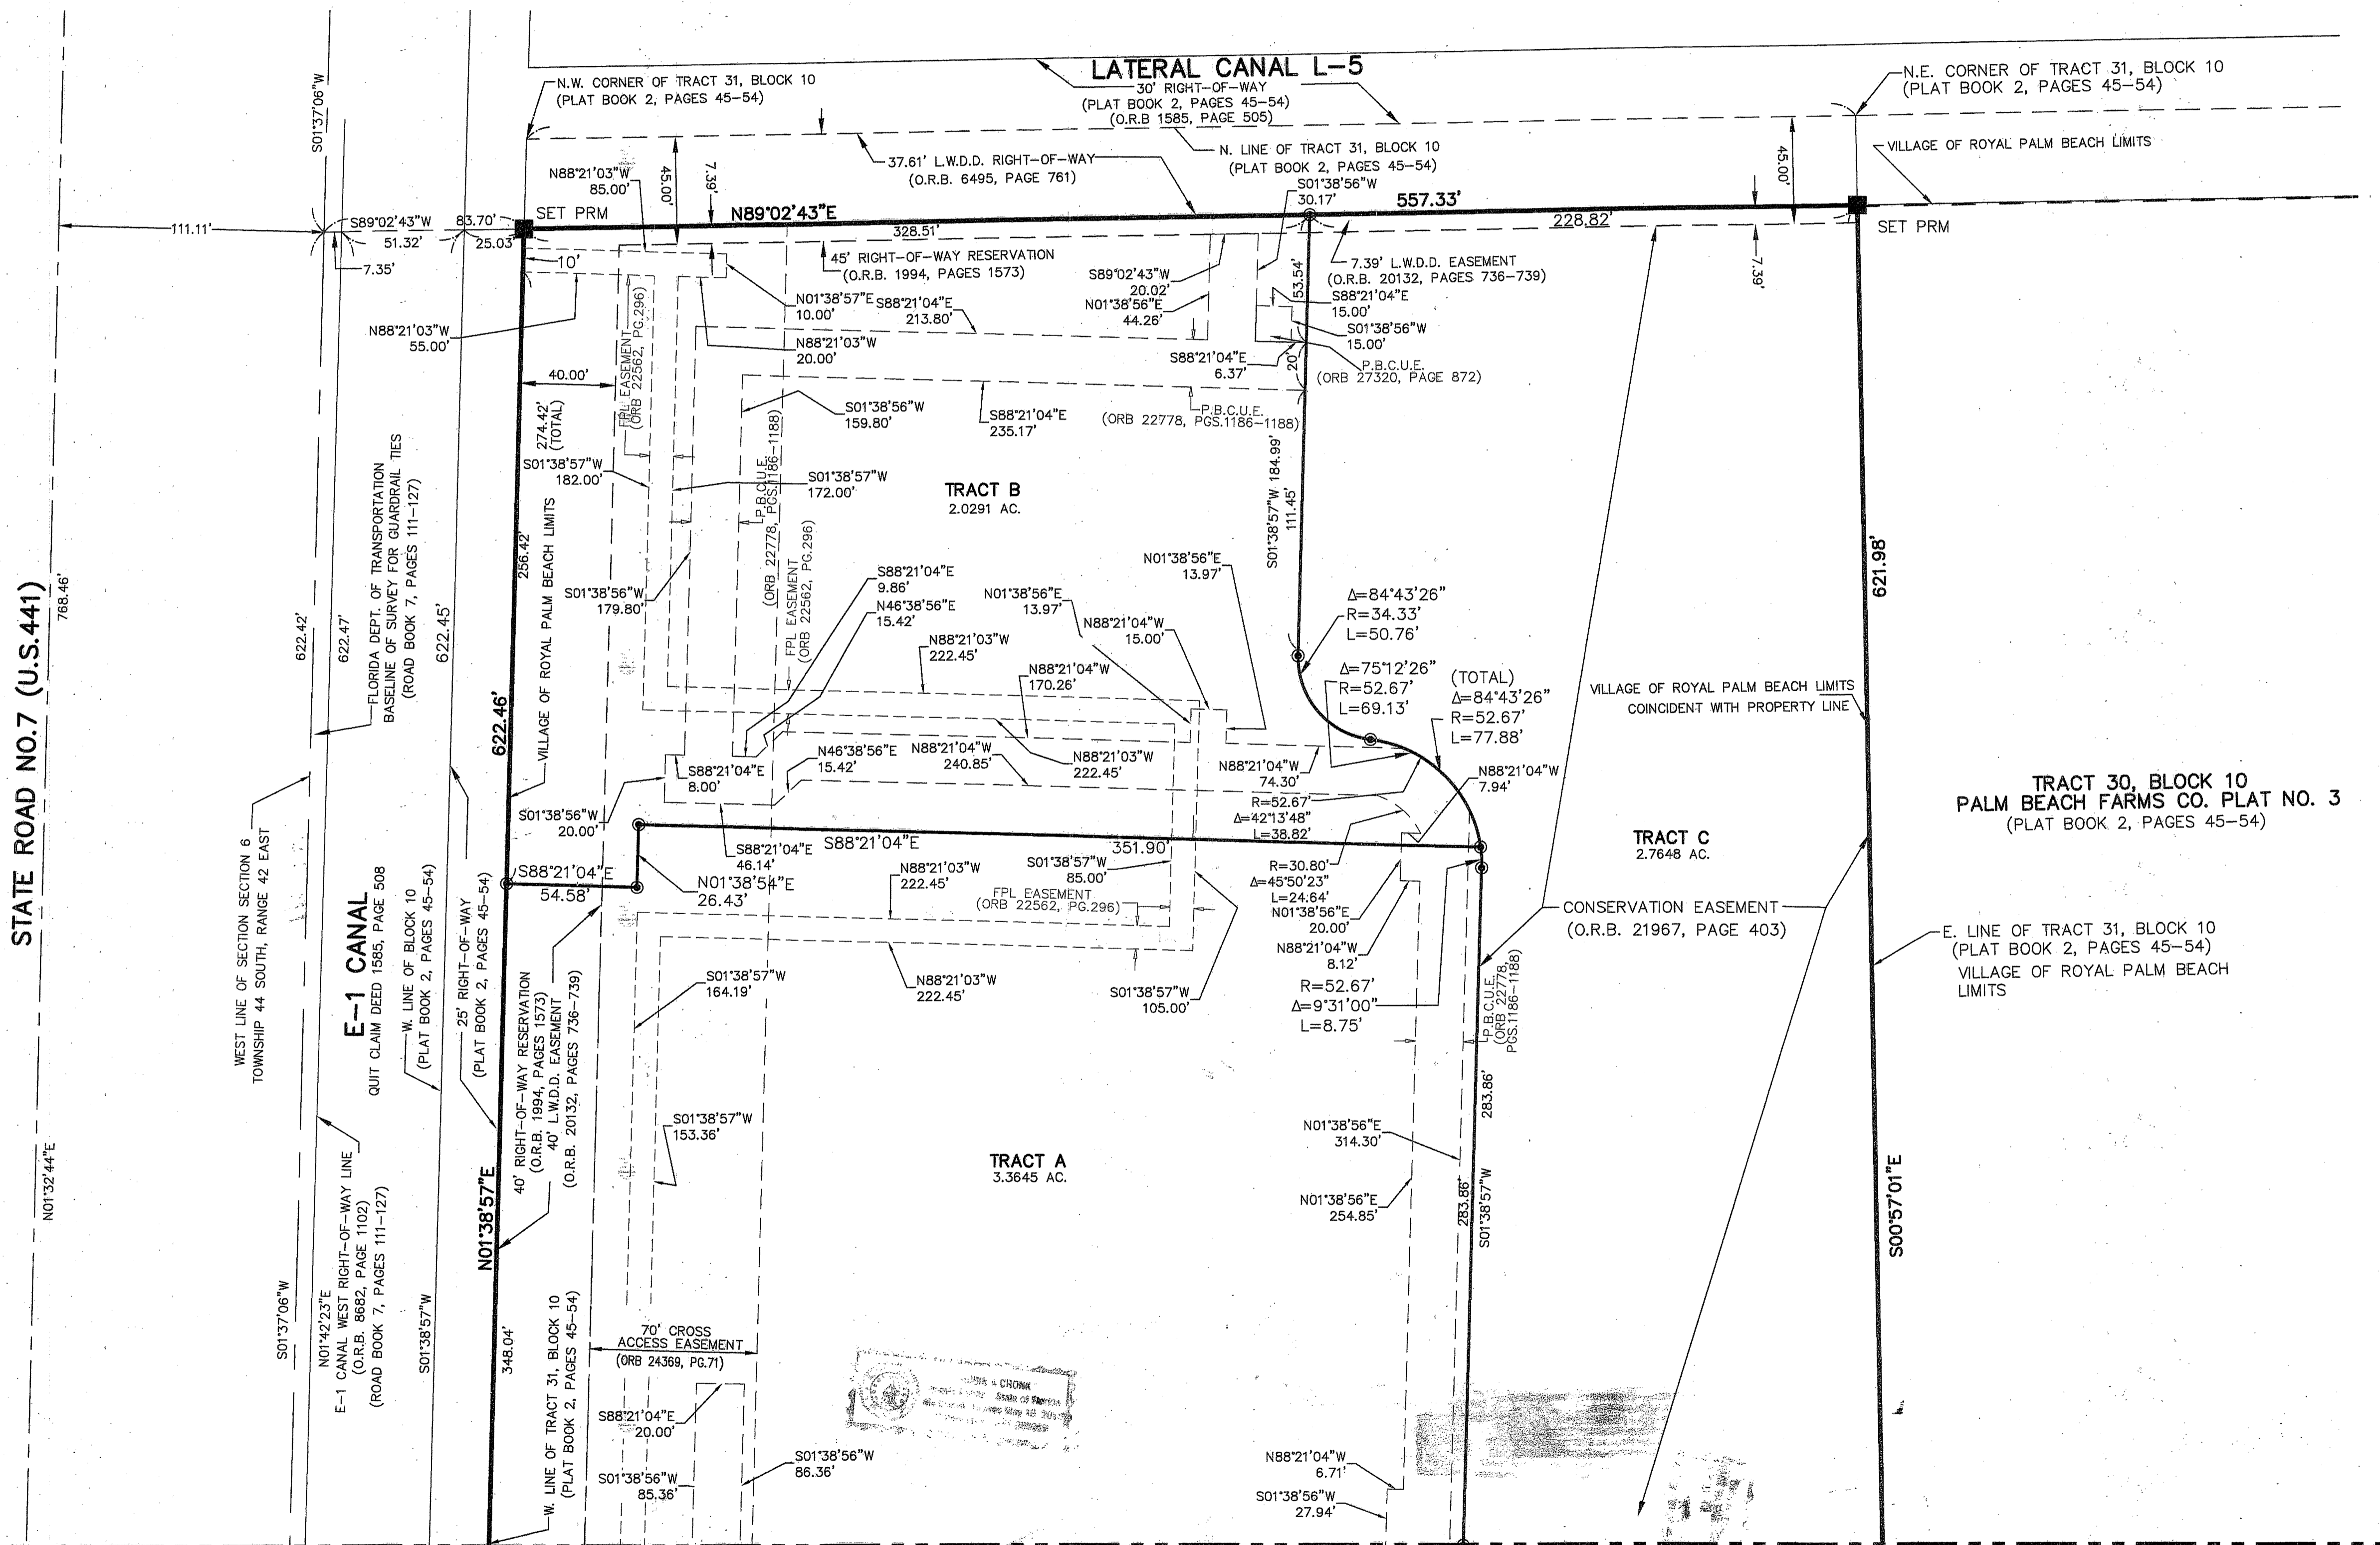 LATERAL CANAL L-5
30' RIGHT-OF-WAY
(PLAT BOOK 2, PAGES 45-54)
(O.R.B 1585, PAGE 505)
N.W. CORNER OF TRACT 31, BLOCK 10
(PLAT BOOK 2, PAGES 45-54)
N.E. CORNER OF TRACT 31, BLOCK 10
(PLAT BOOK 2, PAGES 45-54)
S01°37'06"W
N. LINE OF TRACT 31, BLOCK 10
(PLAT BOOK 2, PAGES 45-54)
VILLAGE OF ROYAL PALM BEACH LIMITS
37.61' L.W.D.D. RIGHT-OF-WAY
(O.R.B. 6495, PAGE 761)
N88°21'03"W
85.00'
45.00'
7.39'
S01°38'56"W
30.17'
45.00'
111.11'
S89°02'43"W
51.32'
83.70'
25.03'
7.35'
SET PRM
N89°02'43"E
328.51'
557.33'
228.82'
SET PRM
7.39'
10'
45' RIGHT-OF-WAY RESERVATION
(O.R.B. 1994, PAGES 1573)
S89°02'43"W
20.02'
N01°38'56"E
44.26'
53.54'
7.39' L.W.D.D. EASEMENT
(O.R.B. 20132, PAGES 736-739)
S88°21'04"E
15.00'
S01°38'56"W
15.00'
N01°38'57"E
10.00'
S88°21'04"E
213.80'
N88°21'03"W
55.00'
N88°21'03"W
20.00'
FPL EASEMENT
(ORB 22562, PG.296)
S88°21'04"E
6.37'
20'
P.B.C.U.E.
(ORB 27320, PAGE 872)
40.00'
S01°38'56"W
159.80'
S88°21'04"E
235.17'
P.B.C.U.E.
(ORB 22778, PGS.1186-1188)
274.42'
(TOTAL)
S01°38'57"W
182.00'
P.B.C.U.E.
(ORB 22778, PGS.1186-1188)
S01°38'57"W
172.00'
TRACT B
2.0291 AC.
S01°38'57"W 184.99'
111.45'
FLORIDA DEPT. OF TRANSPORTATION
BASELINE OF SURVEY FOR GUARDRAIL TIES
(ROAD BOOK 7, PAGES 111-127)
256.42'
VILLAGE OF ROYAL PALM BEACH LIMITS
S01°38'56"W
179.80'
FPL EASEMENT
(ORB 22562, PG.296)
S88°21'04"E
9.86'
N46°38'56"E
15.42'
N01°38'56"E
13.97'
N01°38'56"E
13.97'
N88°21'04"W
15.00'
N88°21'03"W
222.45'
N88°21'04"W
170.26'
Δ=84°43'26"
R=34.33'
L=50.76'
Δ=75°12'26"
R=52.67'
L=69.13'
(TOTAL)
Δ=84°43'26"
R=52.67'
L=77.88'
VILLAGE OF ROYAL PALM BEACH LIMITS
COINCIDENT WITH PROPERTY LINE
621.98'
STATE ROAD NO.7 (U.S.441)
768.46'
622.42'
622.47'
622.45'
622.46'
S88°21'04"E
8.00'
N46°38'56"E
15.42'
N88°21'04"W
240.85'
N88°21'03"W
222.45'
N88°21'04"W
74.30'
N88°21'04"W
7.94'
TRACT 30, BLOCK 10
PALM BEACH FARMS CO. PLAT NO. 3
(PLAT BOOK 2, PAGES 45-54)
S01°38'56"W
20.00'
S88°21'04"E
46.14'
S88°21'04"E
351.90'
R=52.67'
Δ=42°13'48"
L=38.82'
TRACT C
2.7648 AC.
S88°21'04"E
54.58'
N01°38'54"E
26.43'
N88°21'03"W
222.45'
S01°38'57"W
85.00'
FPL EASEMENT
(ORB 22562, PG.296)
R=30.80'
Δ=45°50'23"
L=24.64'
N01°38'56"E
20.00'
N88°21'04"W
8.12'
CONSERVATION EASEMENT
(O.R.B. 21967, PAGE 403)
E. LINE OF TRACT 31, BLOCK 10
(PLAT BOOK 2, PAGES 45-54)
VILLAGE OF ROYAL PALM BEACH
LIMITS
WEST LINE OF SECTION SECTION 6
TOWNSHIP 44 SOUTH, RANGE 42 EAST
E-1 CANAL
QUIT CLAIM DEED 1585, PAGE 508
W. LINE OF BLOCK 10
(PLAT BOOK 2, PAGES 45-54)
25' RIGHT-OF-WAY
(PLAT BOOK 2, PAGES 45-54)
40' RIGHT-OF-WAY RESERVATION
(O.R.B. 1994, PAGES 1573)
40' L.W.D.D. EASEMENT
(O.R.B. 20132, PAGES 736-739)
S01°38'57"W
164.19'
N88°21'03"W
222.45'
S01°38'57"W
105.00'
R=52.67'
Δ=9°31'00"
L=8.75'
P.B.C.U.E.
(ORB 22778,
PGS.1186-1188)
S01°38'57"W
153.36'
TRACT A
3.3645 AC.
N01°38'56"E
314.30'
283.86'
N01°38'56"E
254.85'
283.86'
S01°38'57"W
S00°57'01"E
N01°32'44"E
N01°38'57"E
S01°37'06"W
N01°42'23"E
E-1 CANAL WEST RIGHT-OF-WAY LINE
(O.R.B. 8682, PAGE 1102)
(ROAD BOOK 7, PAGES 111-127)
S01°38'57"W
348.04'
W. LINE OF TRACT 31, BLOCK 10
(PLAT BOOK 2, PAGES 45-54)
70' CROSS
ACCESS EASEMENT
(ORB 24369, PG.71)
CRONK
State of Florida
S88°21'04"E
20.00'
S01°38'56"W
85.36'
S01°38'56"W
86.36'
N88°21'04"W
6.71'
S01°38'56"W
27.94'